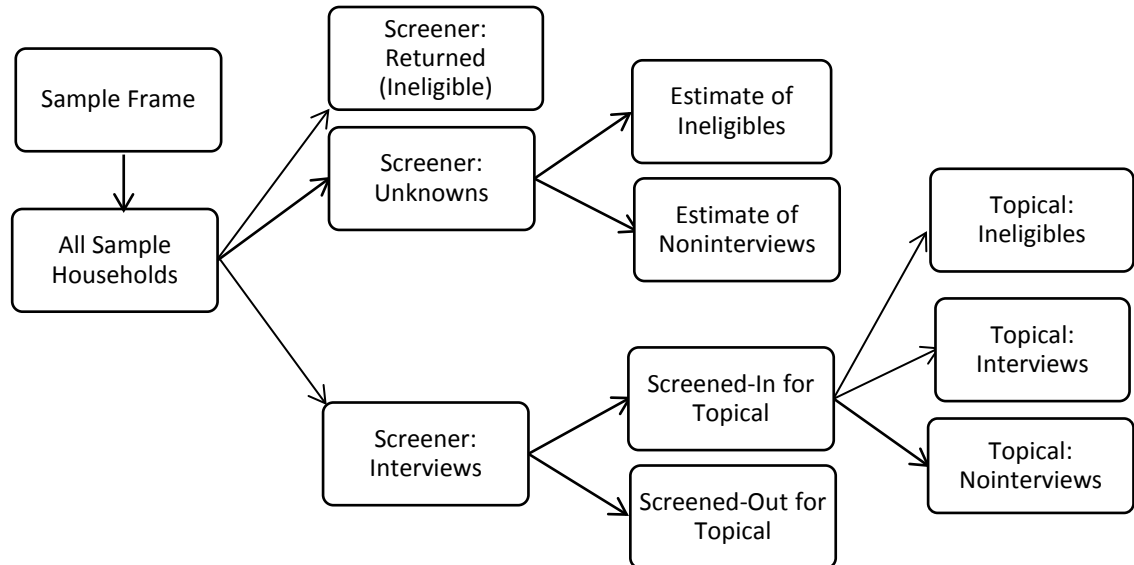 Sample Frame
All Sample
Households
Screener:
Returned
(Ineligible)
Screener:
Unknowns
Screener:
Interviews
Estimate of
Ineligibles
Estimate of
Noninterviews
Screened-In for
Topical
Screened-Out for
Topical
Topical:
Ineligibles
Topical:
Interviews
Topical:
Nointerviews